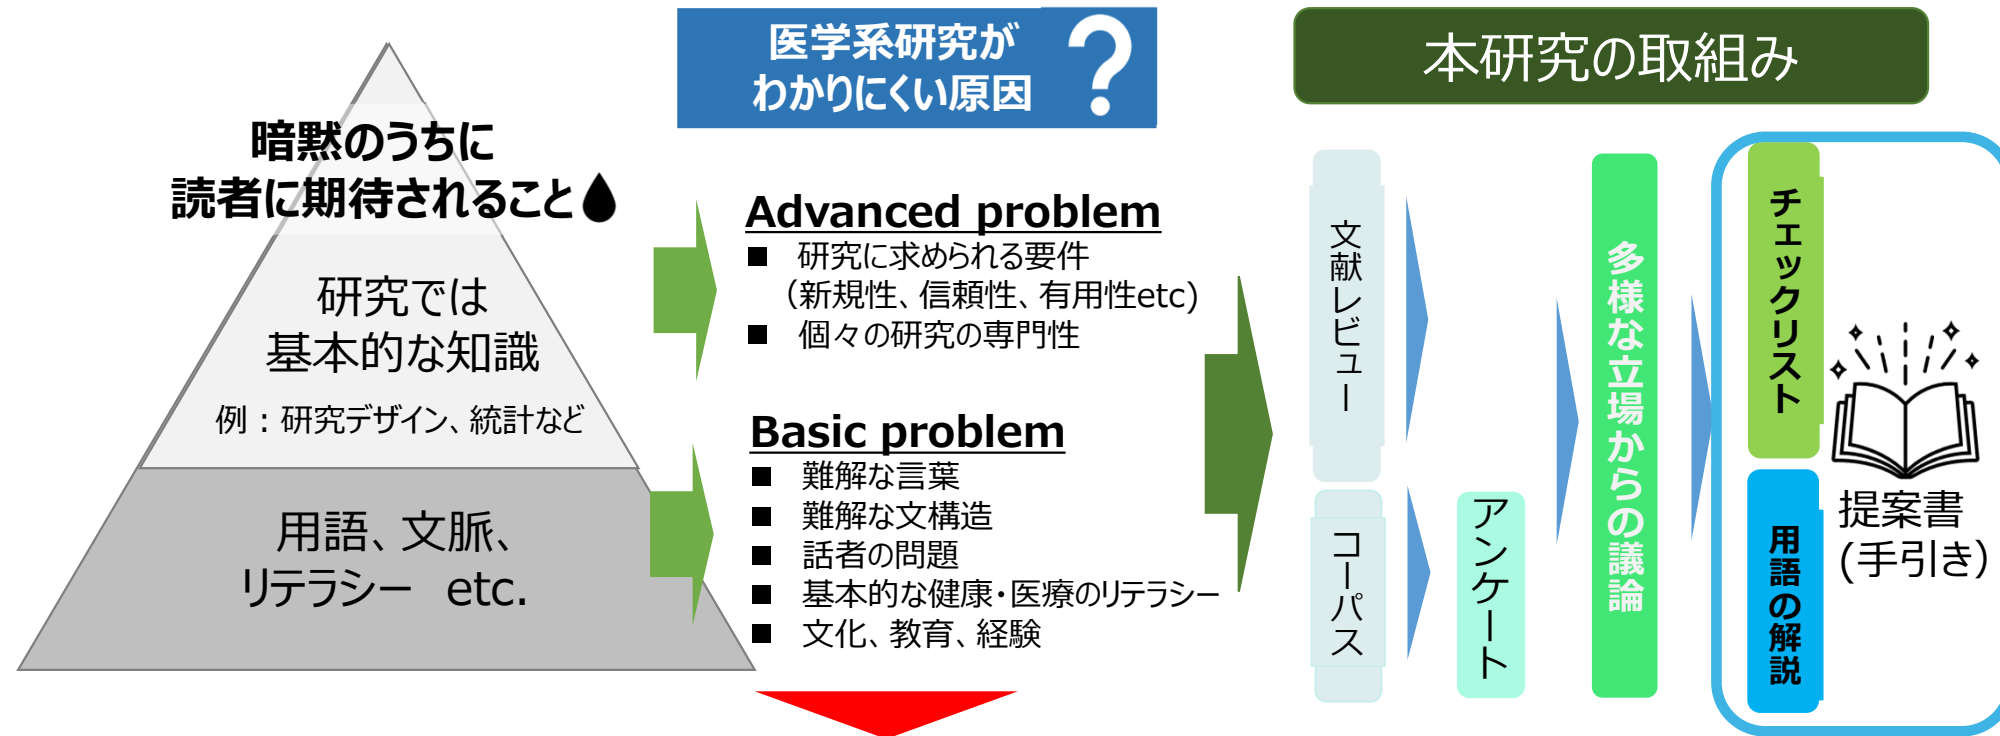 暗黙のうちに
読者に期待されること
研究では
基本的な知識
例：研究デザイン、統計など
用語、文脈、
リテラシー etc.
医学系研究が
わかりにくい原因
?
Advanced problem
■ 研究に求められる要件
（新規性、信頼性、有用性etc)
■ 個々の研究の専門性
Basic problem
■ 難解な言葉
■ 難解な文構造
■ 話者の問題
■ 基本的な健康・医療のリテラシー
■ 文化、教育、経験
本研究の取組み
文献レビュー
コーパス
アンケート
多様な立場からの議論
チェックリスト
用語の解説
提案書
(手引き)